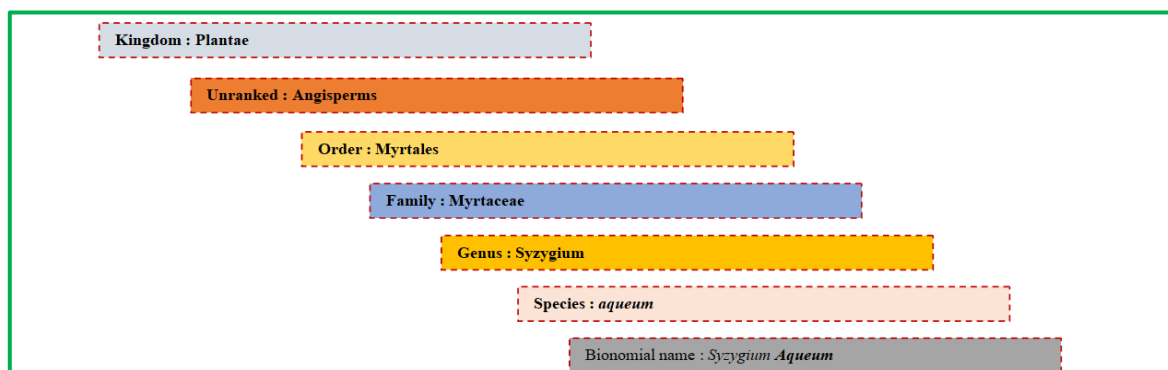 Kingdom : Plantae
Unranked : Angisperms
Order : Myrtales
Family : Myrtaceae
Genus : Syzygium
Species : aqueum
Bionomial name : Syzygium Aqueum